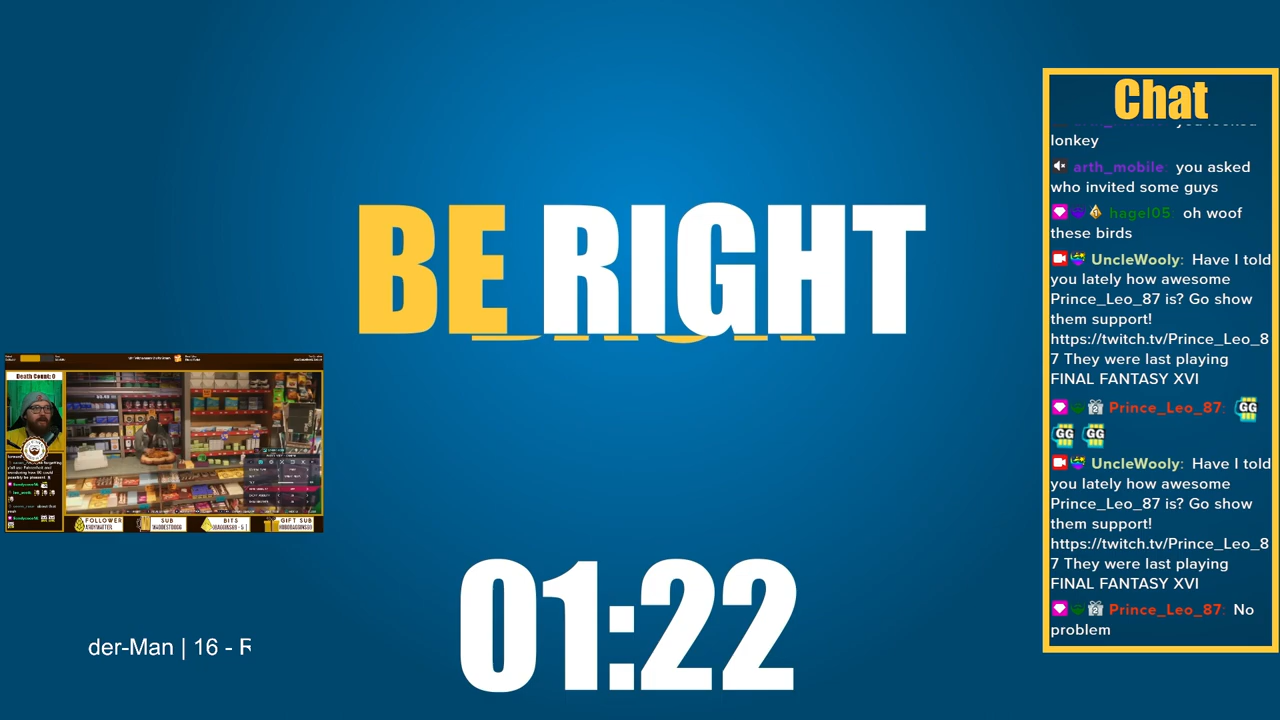 Chat
lonkey
arth_mobile: you asked
who invited some guys
hagel05: oh woof
these birds
UncleWooly: Have I told
you lately how awesome
Prince_Leo_87 is? Go show
them support!
https://twitch.tv/Prince_Leo_8
7 They were last playing
FINAL FANTASY XVI
Prince_Leo_87: GG
GG GG
UncleWooly: Have I told
you lately how awesome
Prince_Leo_87 is? Go show
them support!
https://twitch.tv/Prince_Leo_8
7 They were last playing
FINAL FANTASY XVI
Prince_Leo_87: No
problem
BE RIGHT
Death Count: 0
FOLLOWER
SUB
BITS
GIFT SUB
01:22
der-Man | 16 - R